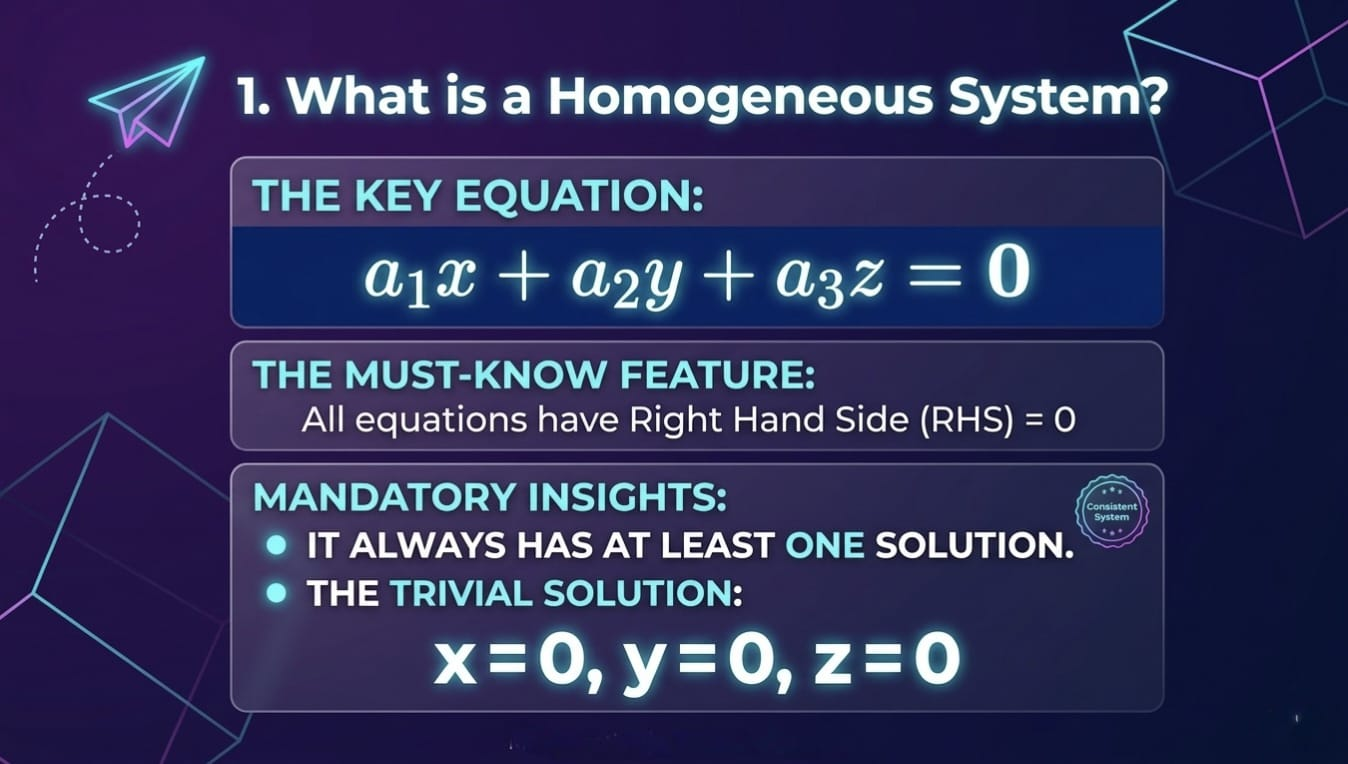 1. What is a Homogeneous System?
THE KEY EQUATION:
a₁x + a₂y + a₃z = 0
THE MUST-KNOW FEATURE:
All equations have Right Hand Side (RHS) = 0
MANDATORY INSIGHTS:
Consistent
System
IT ALWAYS HAS AT LEAST ONE SOLUTION.
THE TRIVIAL SOLUTION:
x=0, y=0, z=0